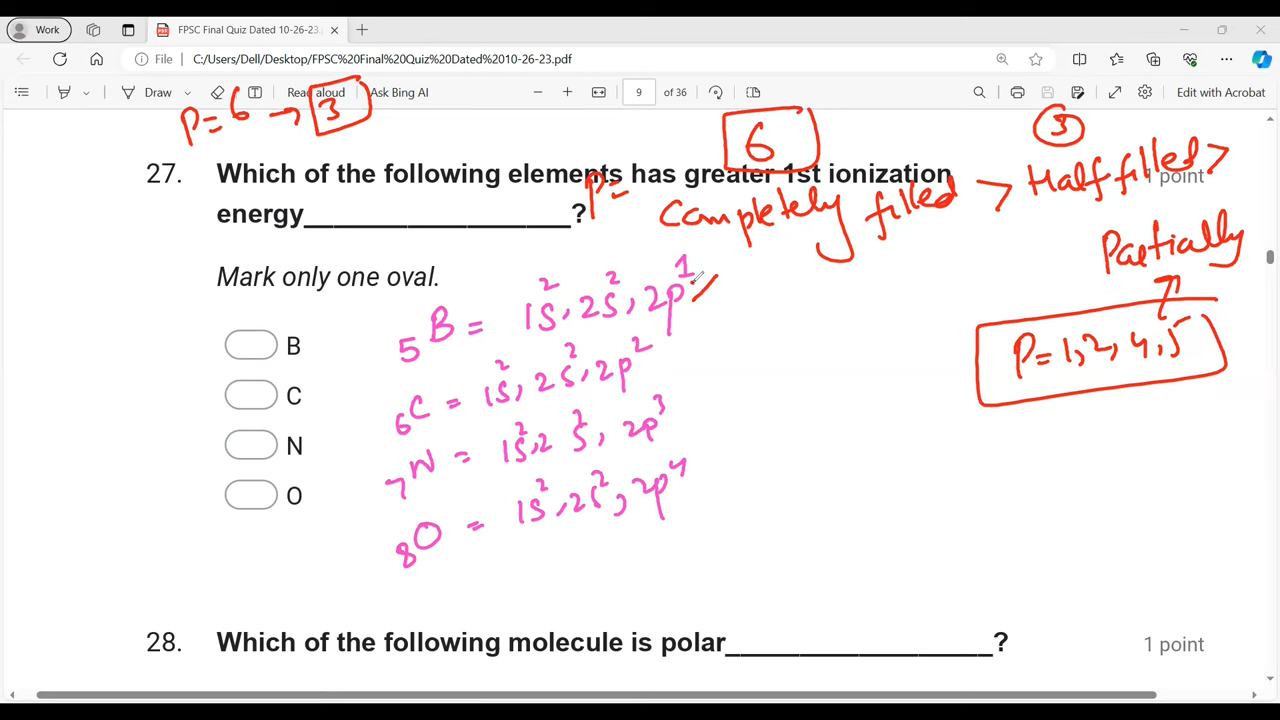 Work
FPSC Final Quiz Dated 10-26-23.pdf
File
C:/Users/Dell/Desktop/FPSC%20Final%20Quiz%20Dated%2010-26-23.pdf
Draw
Read aloud
Ask Bing AI
9 of 36
Edit with Acrobat
P=6 → 3
6
3
27. Which of the following elements has greater 1st ionization 1 point
energy___________________?
P= Completely filled > Half filled >
Partially
P=1,2,4,5
Mark only one oval.
B
C
N
O
5B = 1s², 2s², 2p¹
6C = 1s², 2s², 2p²
7N = 1s², 2s², 2p³
8O = 1s², 2s², 2p⁴
28. Which of the following molecule is polar___________________? 1 point